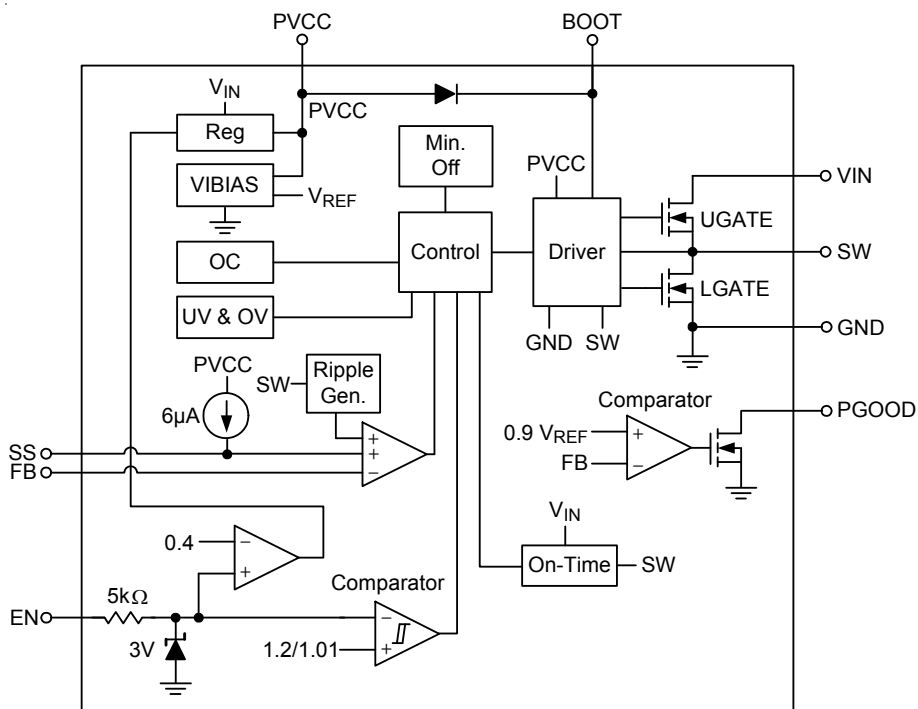 PVCC
BOOT
VIN
PVCC
Reg
Min.
Off
PVCC
VIN
VIBIAS
VREF
UGATE
Control
Driver
SW
OC
LGATE
UV & OV
GND
SW
GND
PVCC
SW
Ripple
Gen.
Comparator
PGOOD
6µA
0.9 VREF
+
SS
+
+
FB
−
FB
−
VIN
0.4
−
+
On-Time
SW
Comparator
5kΩ
EN
−
3V
1.2/1.01
+